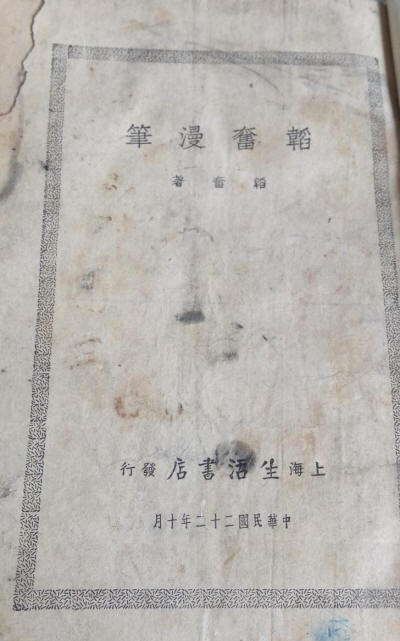 韜奮漫筆
韜奮著
上海生活書店發行
中華民國二十二年十月